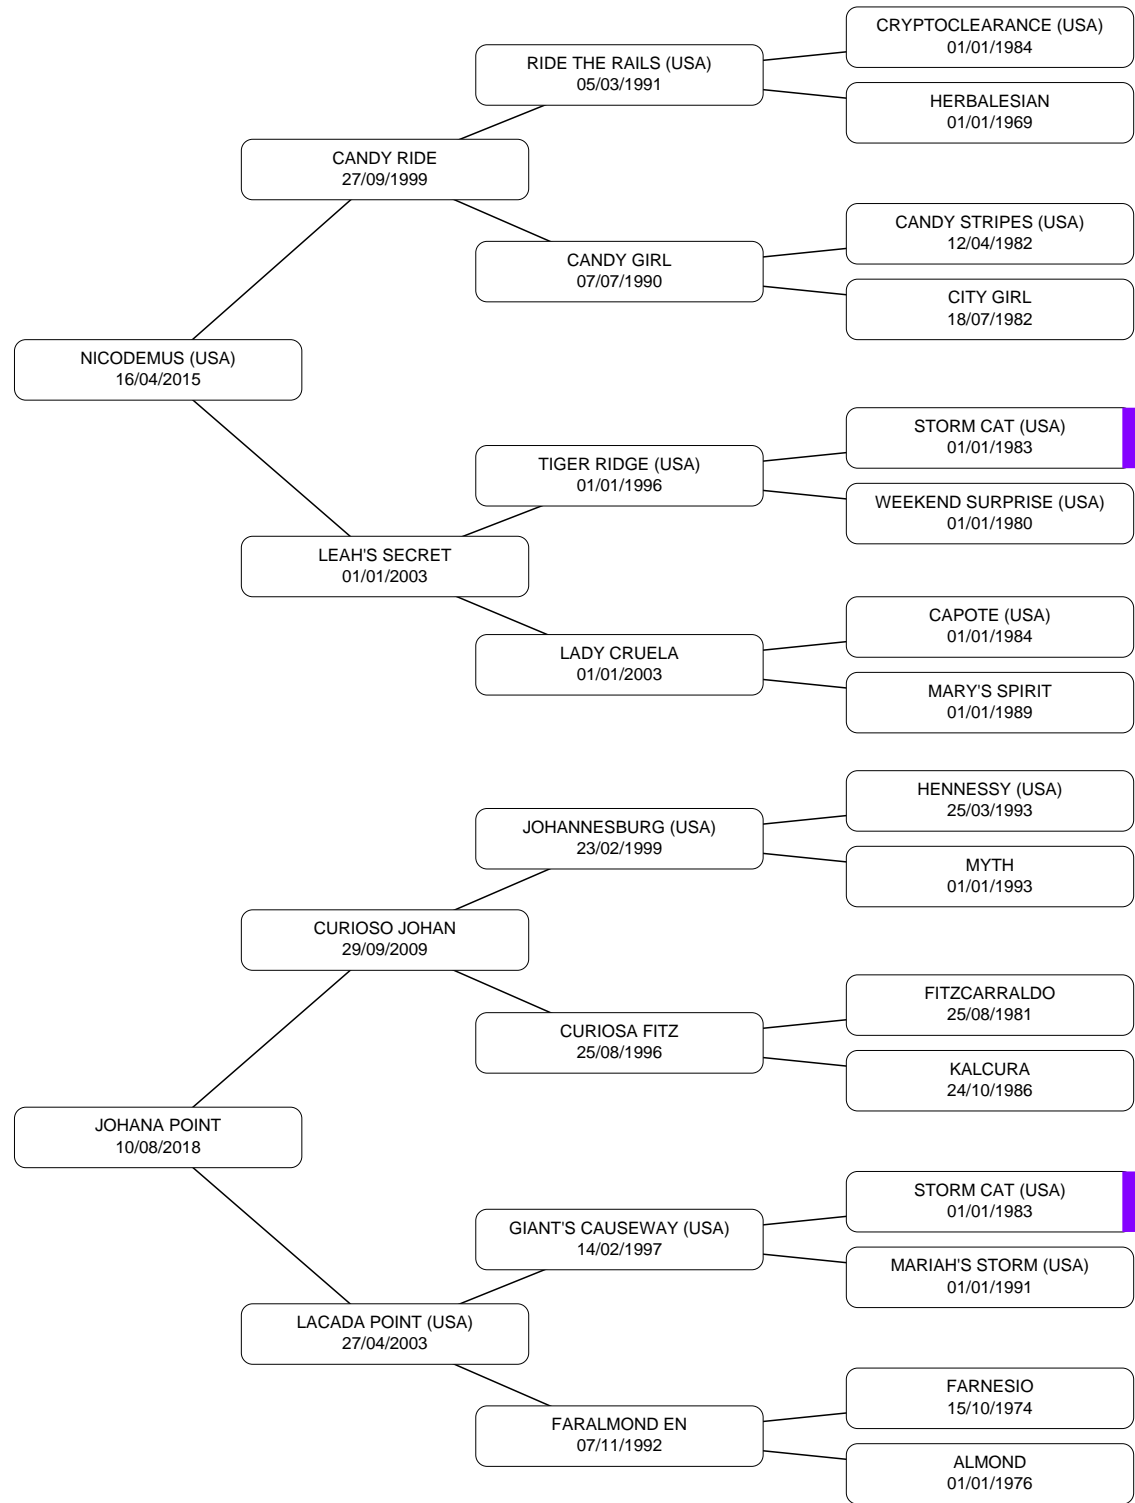 CRYPTOCLEARANCE (USA)
01/01/1984
RIDE THE RAILS (USA)
05/03/1991
HERBALESIAN
01/01/1969
CANDY RIDE
27/09/1999
CANDY STRIPES (USA)
12/04/1982
CANDY GIRL
07/07/1990
CITY GIRL
18/07/1982
NICODEMUS (USA)
16/04/2015
STORM CAT (USA)
01/01/1983
TIGER RIDGE (USA)
01/01/1996
WEEKEND SURPRISE (USA)
01/01/1980
LEAH'S SECRET
01/01/2003
CAPOTE (USA)
01/01/1984
LADY CRUELA
01/01/2003
MARY'S SPIRIT
01/01/1989
HENNESSY (USA)
25/03/1993
JOHANNESBURG (USA)
23/02/1999
MYTH
01/01/1993
CURIOSO JOHAN
29/09/2009
FITZCARRALDO
25/08/1981
CURIOSA FITZ
25/08/1996
KALCURA
24/10/1986
JOHANA POINT
10/08/2018
STORM CAT (USA)
01/01/1983
GIANT'S CAUSEWAY (USA)
14/02/1997
MARIAH'S STORM (USA)
01/01/1991
LACADA POINT (USA)
27/04/2003
FARNESIO
15/10/1974
FARALMOND EN
07/11/1992
ALMOND
01/01/1976